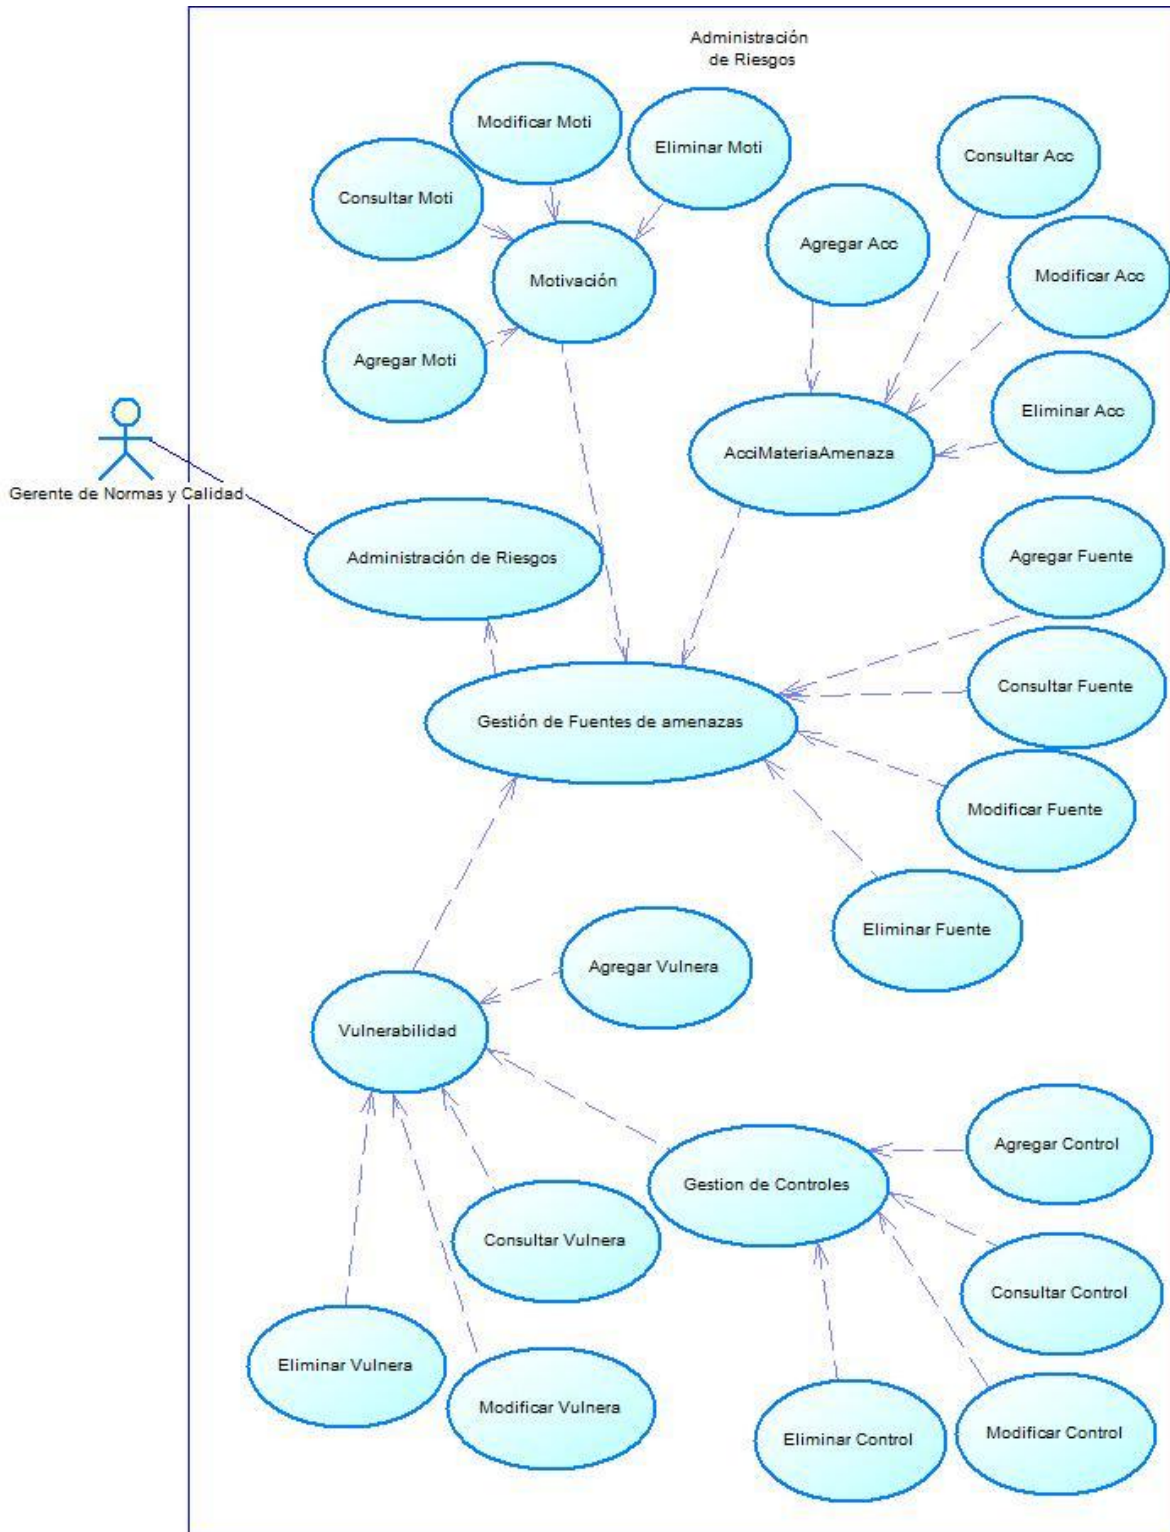 Administración
de Riesgos
Modificar Moti
Eliminar Moti
Consultar Acc
Consultar Moti
Agregar Acc
Modificar Acc
Motivación
Agregar Moti
Eliminar Acc
AcciMateriaAmenaza
Gerente de Normas y Calidad
Administración de Riesgos
Agregar Fuente
Consultar Fuente
Gestión de Fuentes de amenazas
Modificar Fuente
Eliminar Fuente
Agregar Vulnera
Vulnerabilidad
Agregar Control
Gestion de Controles
Consultar Vulnera
Consultar Control
Eliminar Vulnera
Modificar Vulnera
Modificar Control
Eliminar Control